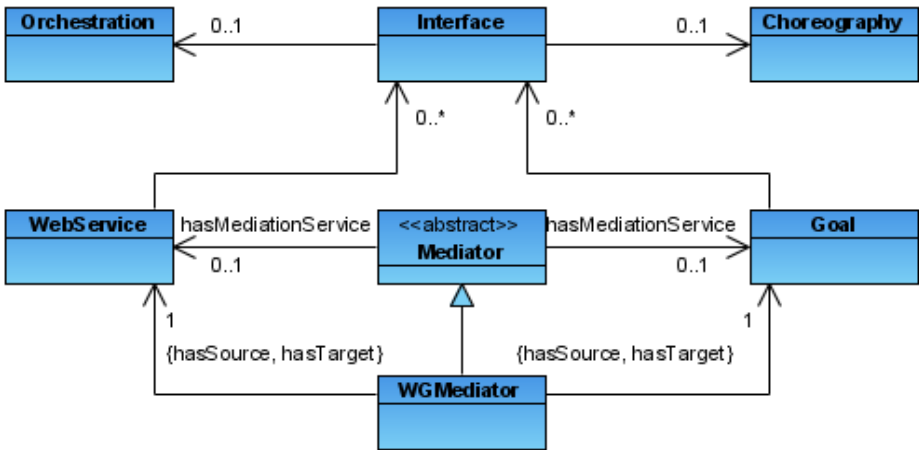 Orchestration
0..1
Interface
0..1
Choreography
0..*
0..*
WebService
hasMediationService
0..1
<<abstract>>
Mediator
hasMediationService
0..1
Goal
1
{hasSource, hasTarget}
1
{hasSource, hasTarget}
WGMediator